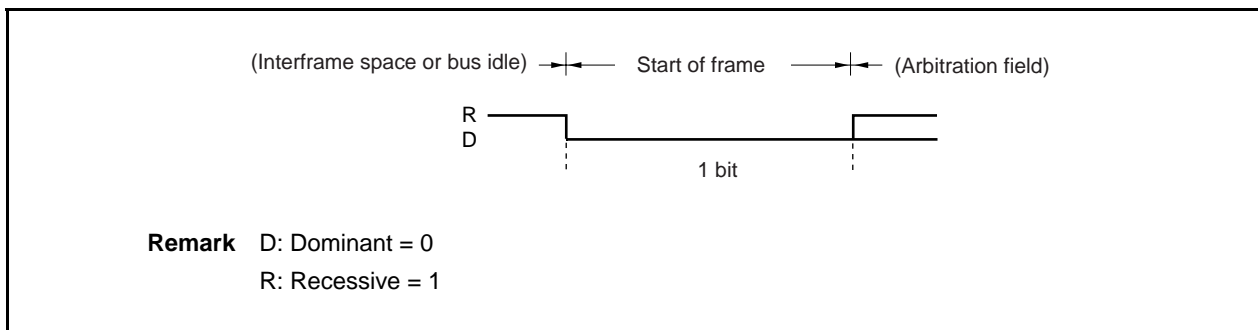 (Interframe space or bus idle) Start of frame (Arbitration field)
R
D
1 bit
Remark D: Dominant = 0
R: Recessive = 1